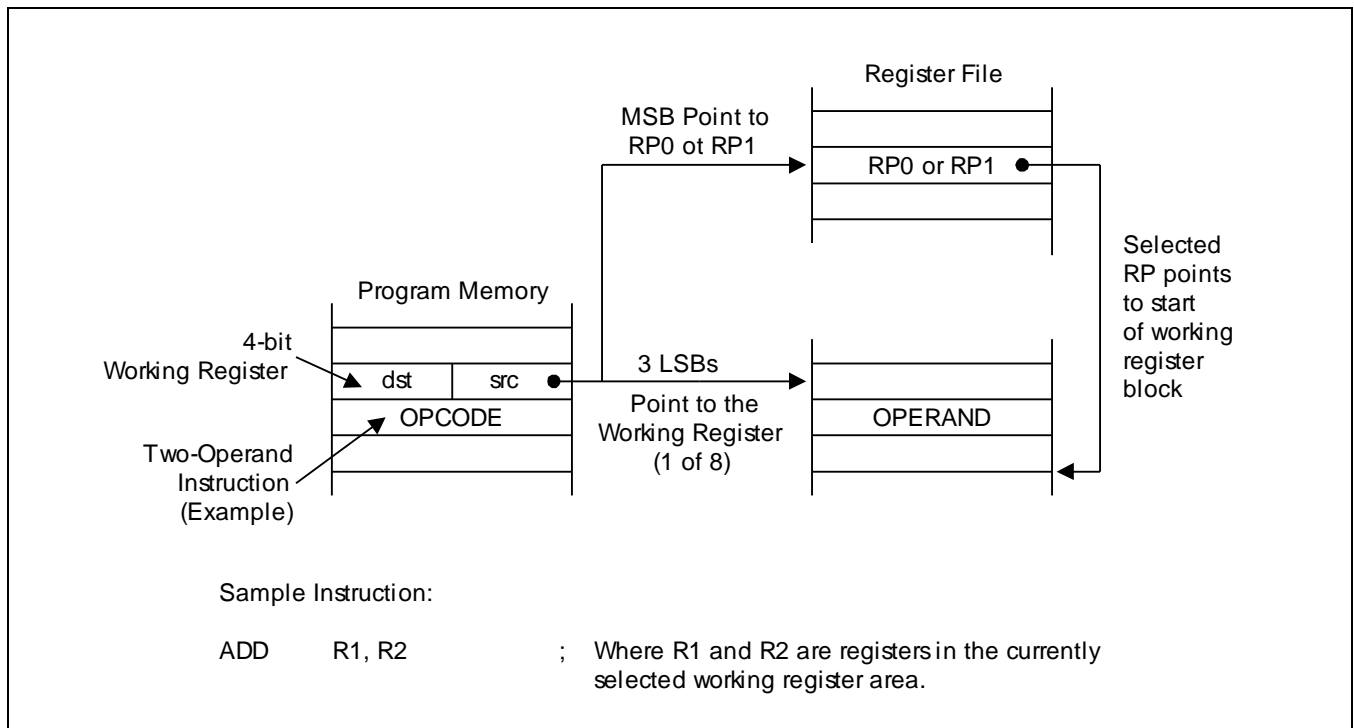 Register File
MSB Point to
RP0 ot RP1
RP0 or RP1
Selected
RP points
to start
of working
register
block
Program Memory
4-bit
Working Register
dst
src
3 LSBs
OPCODE
Point to the
Working Register
(1 of 8)
OPERAND
Two-Operand
Instruction
(Example)
Sample Instruction:
ADD R1, R2 ; Where R1 and R2 are registers in the currently
selected working register area.